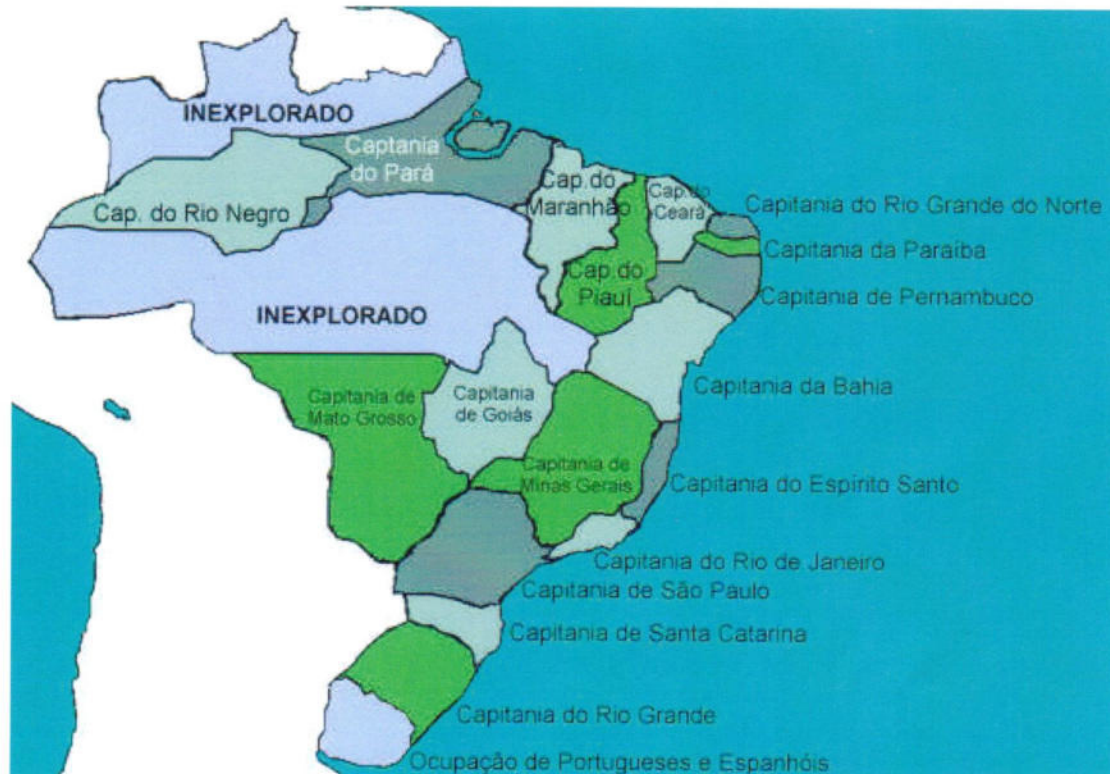 INEXPLORADO
Captania
do Pará
Cap. do Rio Negro
Cap. do
Maranhão
Cap. do
Ceará
Capitania do Rio Grande do Norte
Capitania da Paraíba
Cap. do
Piauí
Capitania de Pernambuco
INEXPLORADO
Capitania da Bahia
Capitania de
Mato Grosso
Capitania
de Goiás
Capitania de
Minas Gerais
Capitania do Espírito Santo
Capitania do Rio de Janeiro
Capitania de São Paulo
Capitania de Santa Catarina
Capitania do Rio Grande
Ocupação de Portugueses e Espanhóis